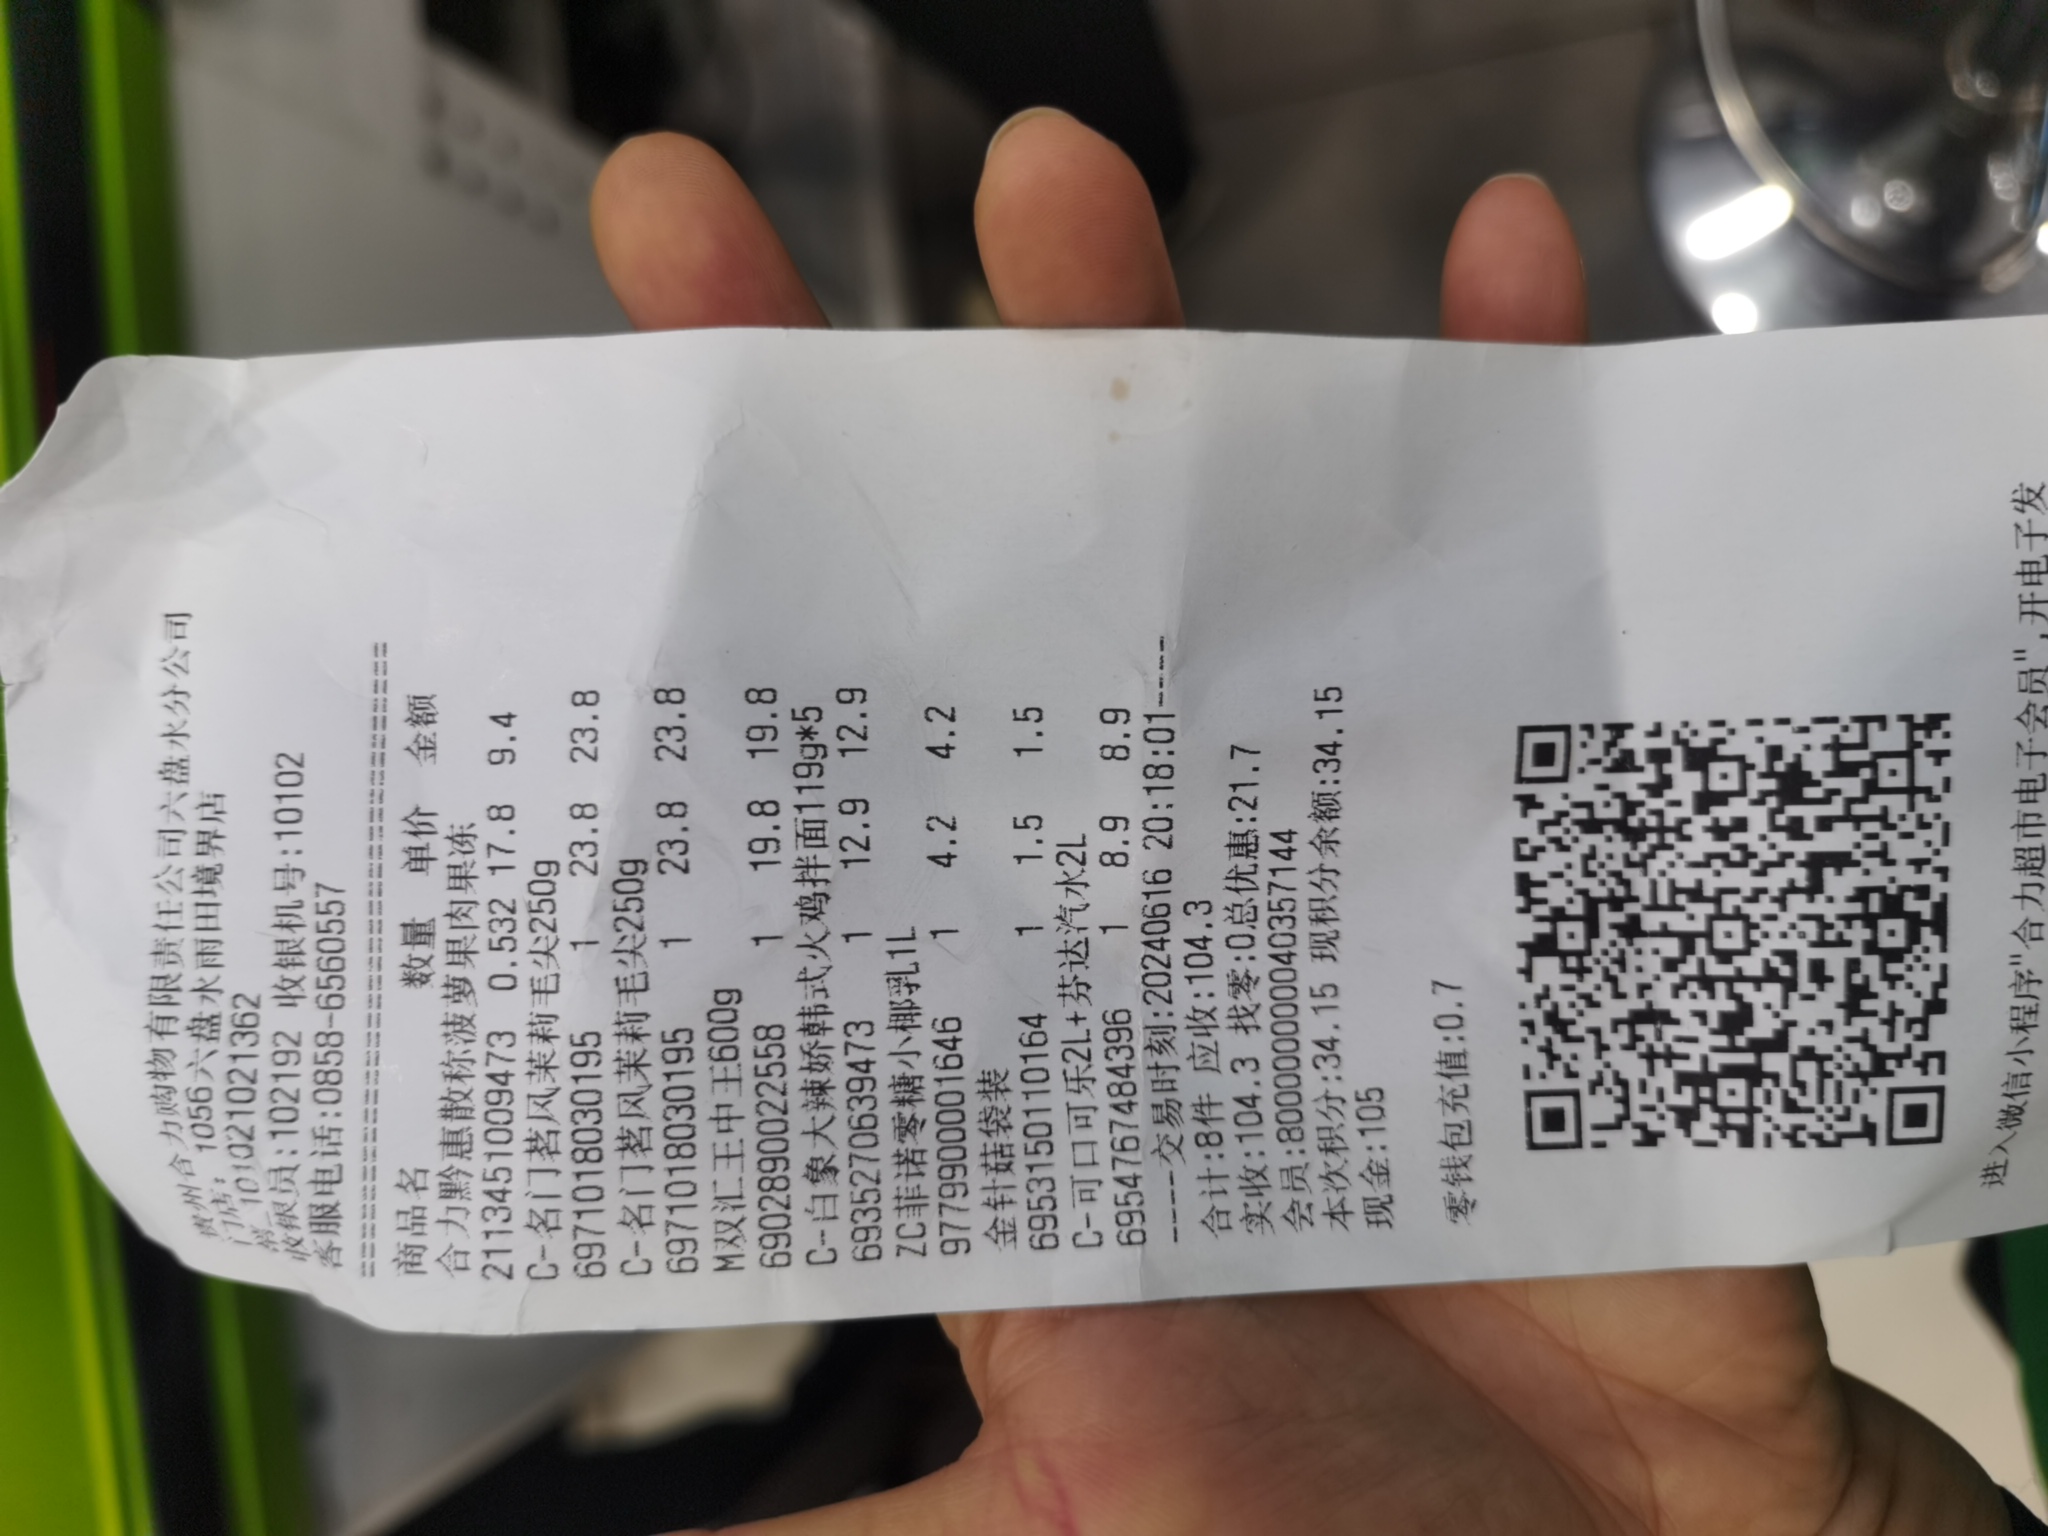 贵州合力购物有限责任公司六盘水分公司
门店: 1056六盘水雨田境界店
101021021021362
收银员:102192 收银机号:10102
客服电话:0858-6560557
================================
商品名 数量 单价 金额
合力黔惠散称菠萝果肉果冻
2113451009473 0.532 17.8 9.4
C-名门茗风茉莉毛尖250g
6971018030195 1 23.8 23.8
C-名门茗风茉莉毛尖250g
6971018030195 1 23.8 23.8
M双汇王中王600g
6902890022558 1 19.8 19.8
C-白象大辣娇韩式火鸡拌面119g*5
6935270639473 1 12.9 12.9
ZC菲诺零糖小椰乳1L
9779900001646 1 4.2 4.2
金针菇袋装
6953150110164 1 1.5 1.5
C-可口可乐2L+芬达汽水2L
6954767484396 1 8.9 8.9
-----交易时刻:20240616 20:18:01----
合计:8件 应收:104.3
实收:104.3 找零:0总优惠:21.7
会员:800000000040357144
本次积分:34.15 现积分余额:34.15
现金:105
零钱包充值:0.7
进入微信小程序"合力超市电子会员",开电子发